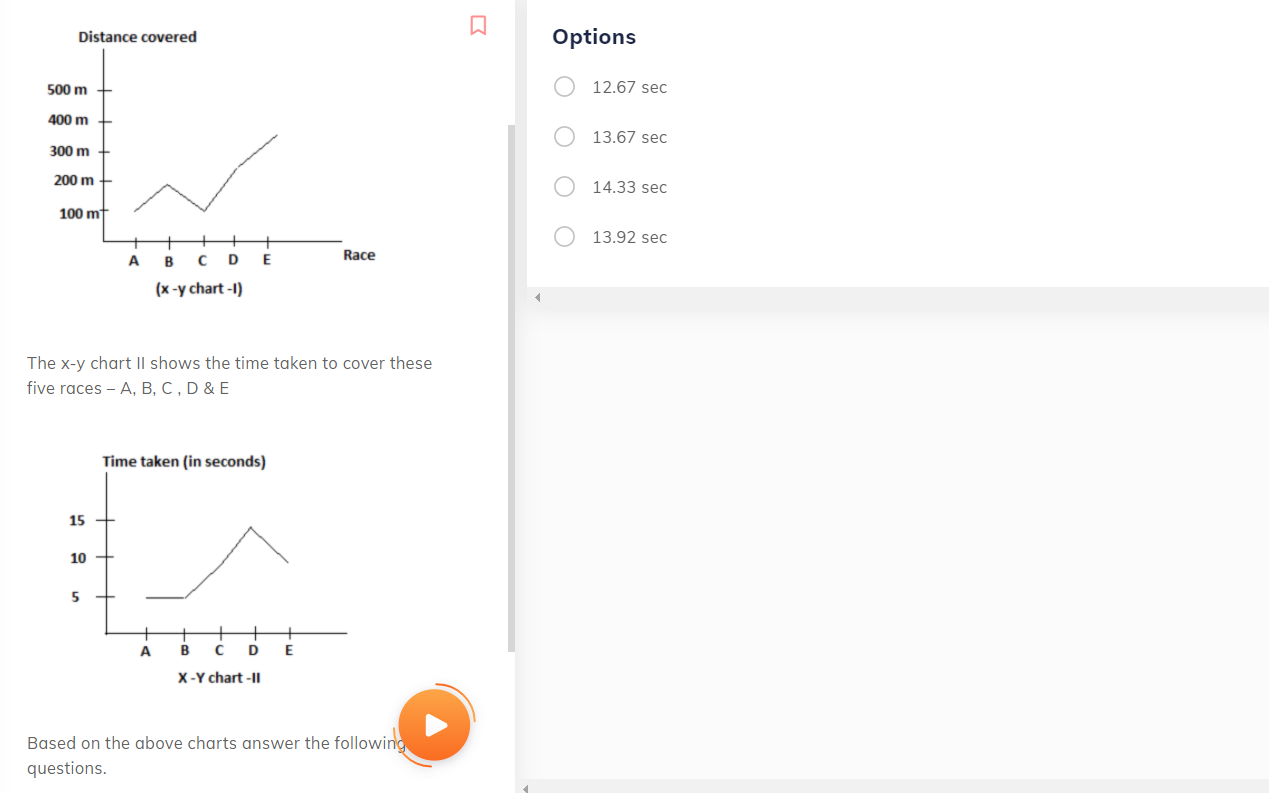 Distance covered
500 m
400 m
300 m
200 m
100 m
A B C D E
Race
(x -y chart -I)
The x-y chart II shows the time taken to cover these
five races – A, B, C , D & E
Time taken (in seconds)
15
10
5
A B C D E
X -Y chart -II
Based on the above charts answer the following
questions.
Options
12.67 sec
13.67 sec
14.33 sec
13.92 sec